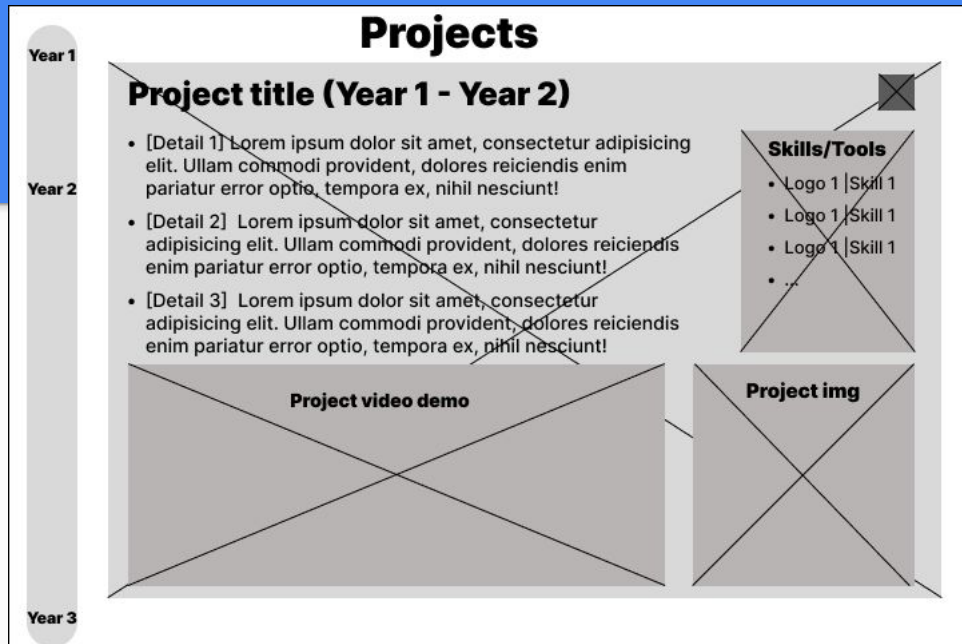 Projects
Year 1
Year 2
Year 3
Project title (Year 1 - Year 2)
• [Detail 1] Lorem ipsum dolor sit amet, consectetur adipisicing
elit. Ullam commodi provident, dolores reiciendis enim
pariatur error optio, tempora ex, nihil nesciunt!
• [Detail 2]  Lorem ipsum dolor sit amet, consectetur
adipisicing elit. Ullam commodi provident, dolores reiciendis
enim pariatur error optio, tempora ex, nihil nesciunt!
• [Detail 3]  Lorem ipsum dolor sit amet, consectetur
adipisicing elit. Ullam commodi provident, dolores reiciendis
enim pariatur error optio, tempora ex, nihil nesciunt!
Skills/Tools
• Logo 1 |Skill 1
• Logo 1 |Skill 1
• Logo 1 |Skill 1
• ...
Project video demo
Project img